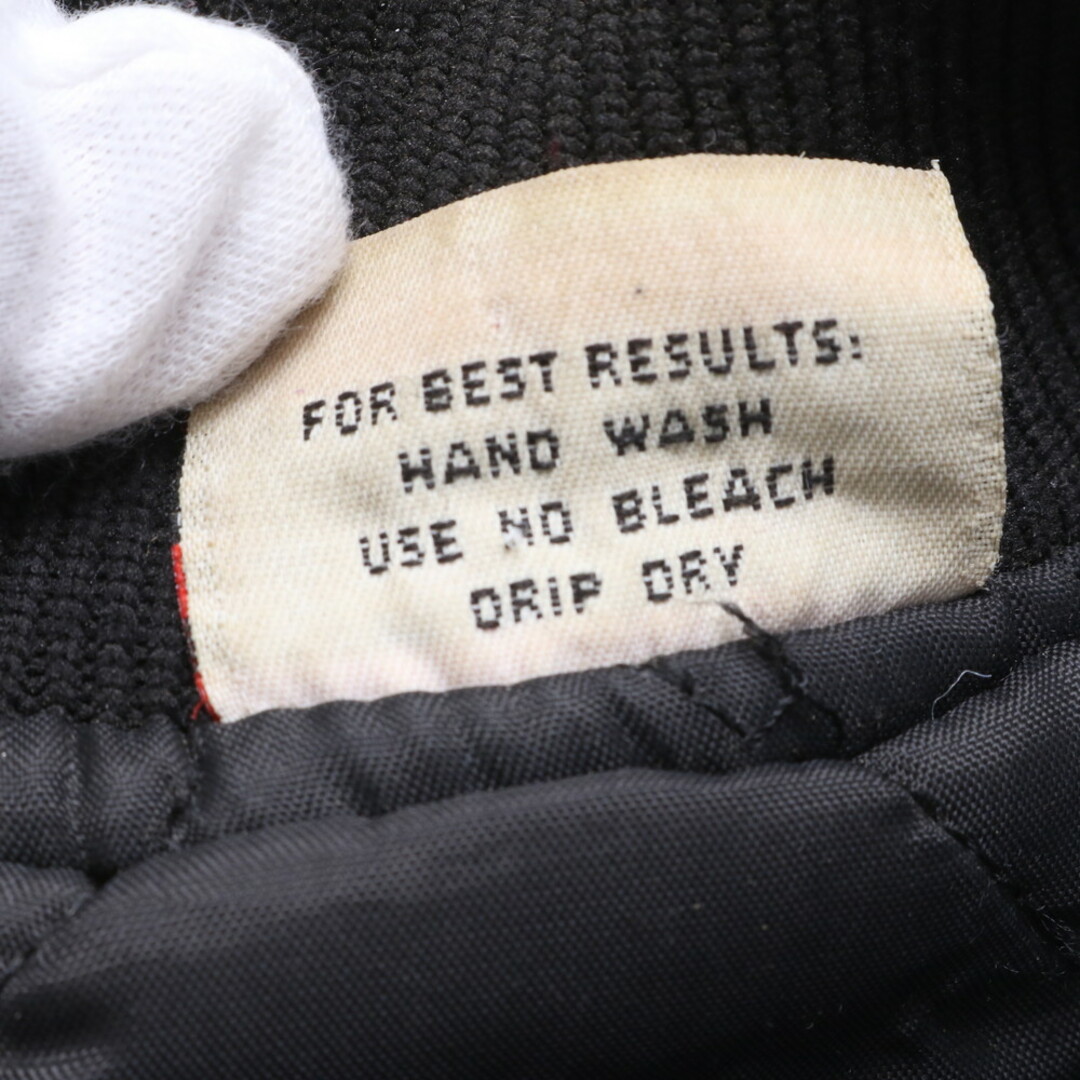 FOR BEST RESULTS:
HAND WASH
USE NO BLEACH
DRIP DRY